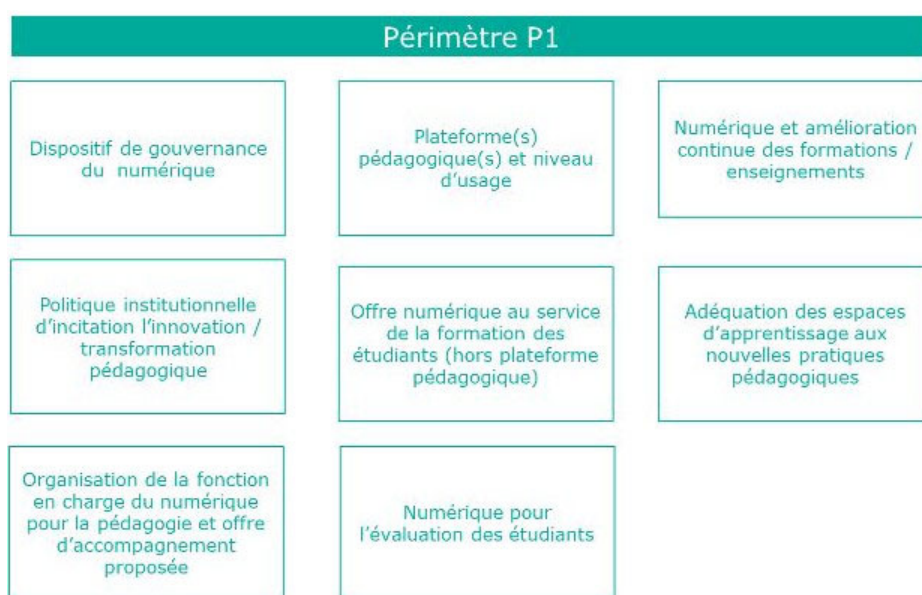 Périmètre P1
Dispositif de gouvernance
du numérique
Plateforme(s)
pédagogique(s) et niveau
d'usage
Numérique et amélioration
continue des formations /
enseignements
Politique institutionnelle
d'incitation l'innovation /
transformation
pédagogique
Offre numérique au service
de la formation des
étudiants (hors plateforme
pédagogique)
Adéquation des espaces
d'apprentissage aux
nouvelles pratiques
pédagogiques
Organisation de la fonction
en charge du numérique
pour la pédagogie et offre
d'accompagnement
proposée
Numérique pour
l'évaluation des étudiants